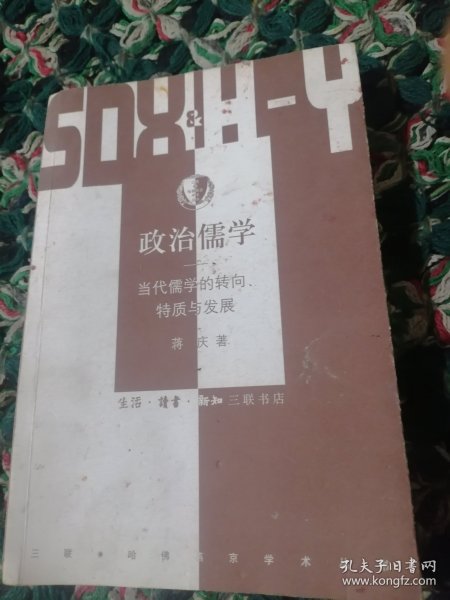 SDX & H-Y
政治儒学
当代儒学的转向、
特质与发展
蒋庆著
生活·讀書·新知三联书店
三联·哈佛燕京学术
孔夫子旧书网
www.kongfz.com